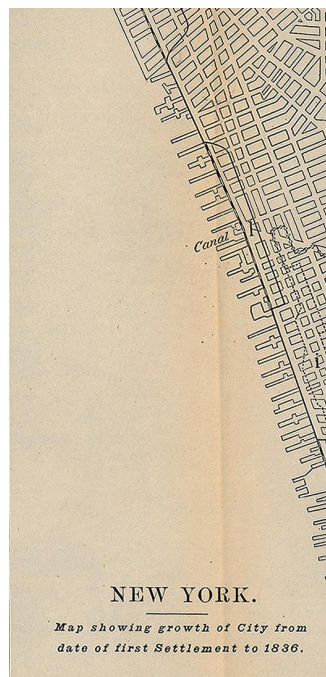 Canal
NEW YORK.
Map showing growth of City from
date of first Settlement to 1836.